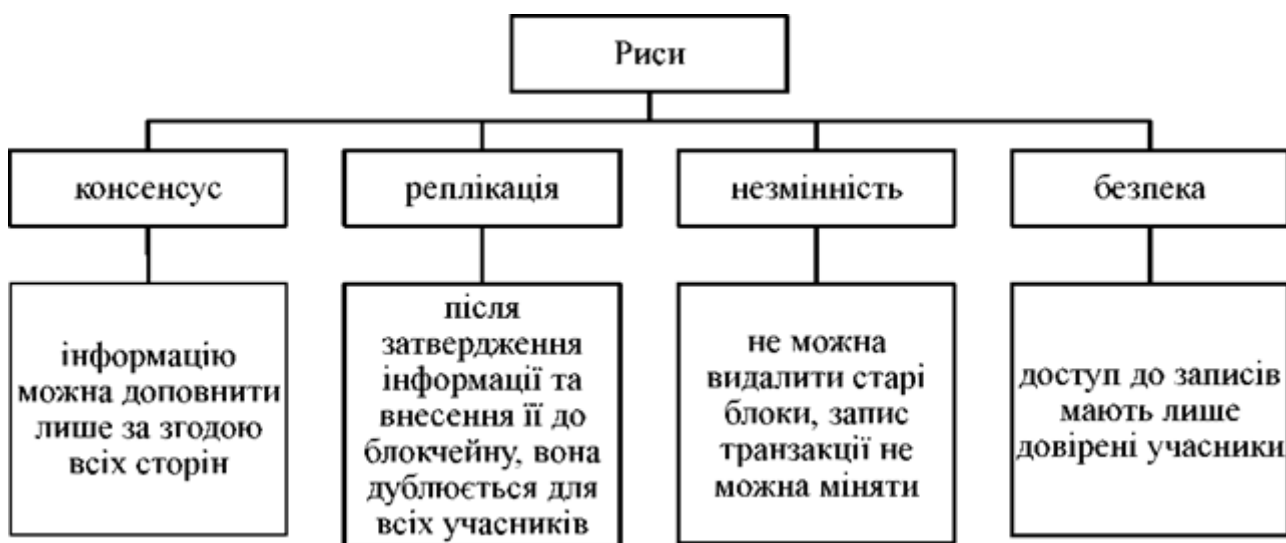 Риси
консенсус
реплікація
незмінність
безпека
інформацію
можна доповнити
лише за згодою
всіх сторін
після
затвердження
інформації та
внесення її до
блокчейну, вона
дублюється для
всіх учасників
не можна
видалити старі
блоки, запис
транзакції не
можна міняти
доступ до записів
мають лише
довірені учасники